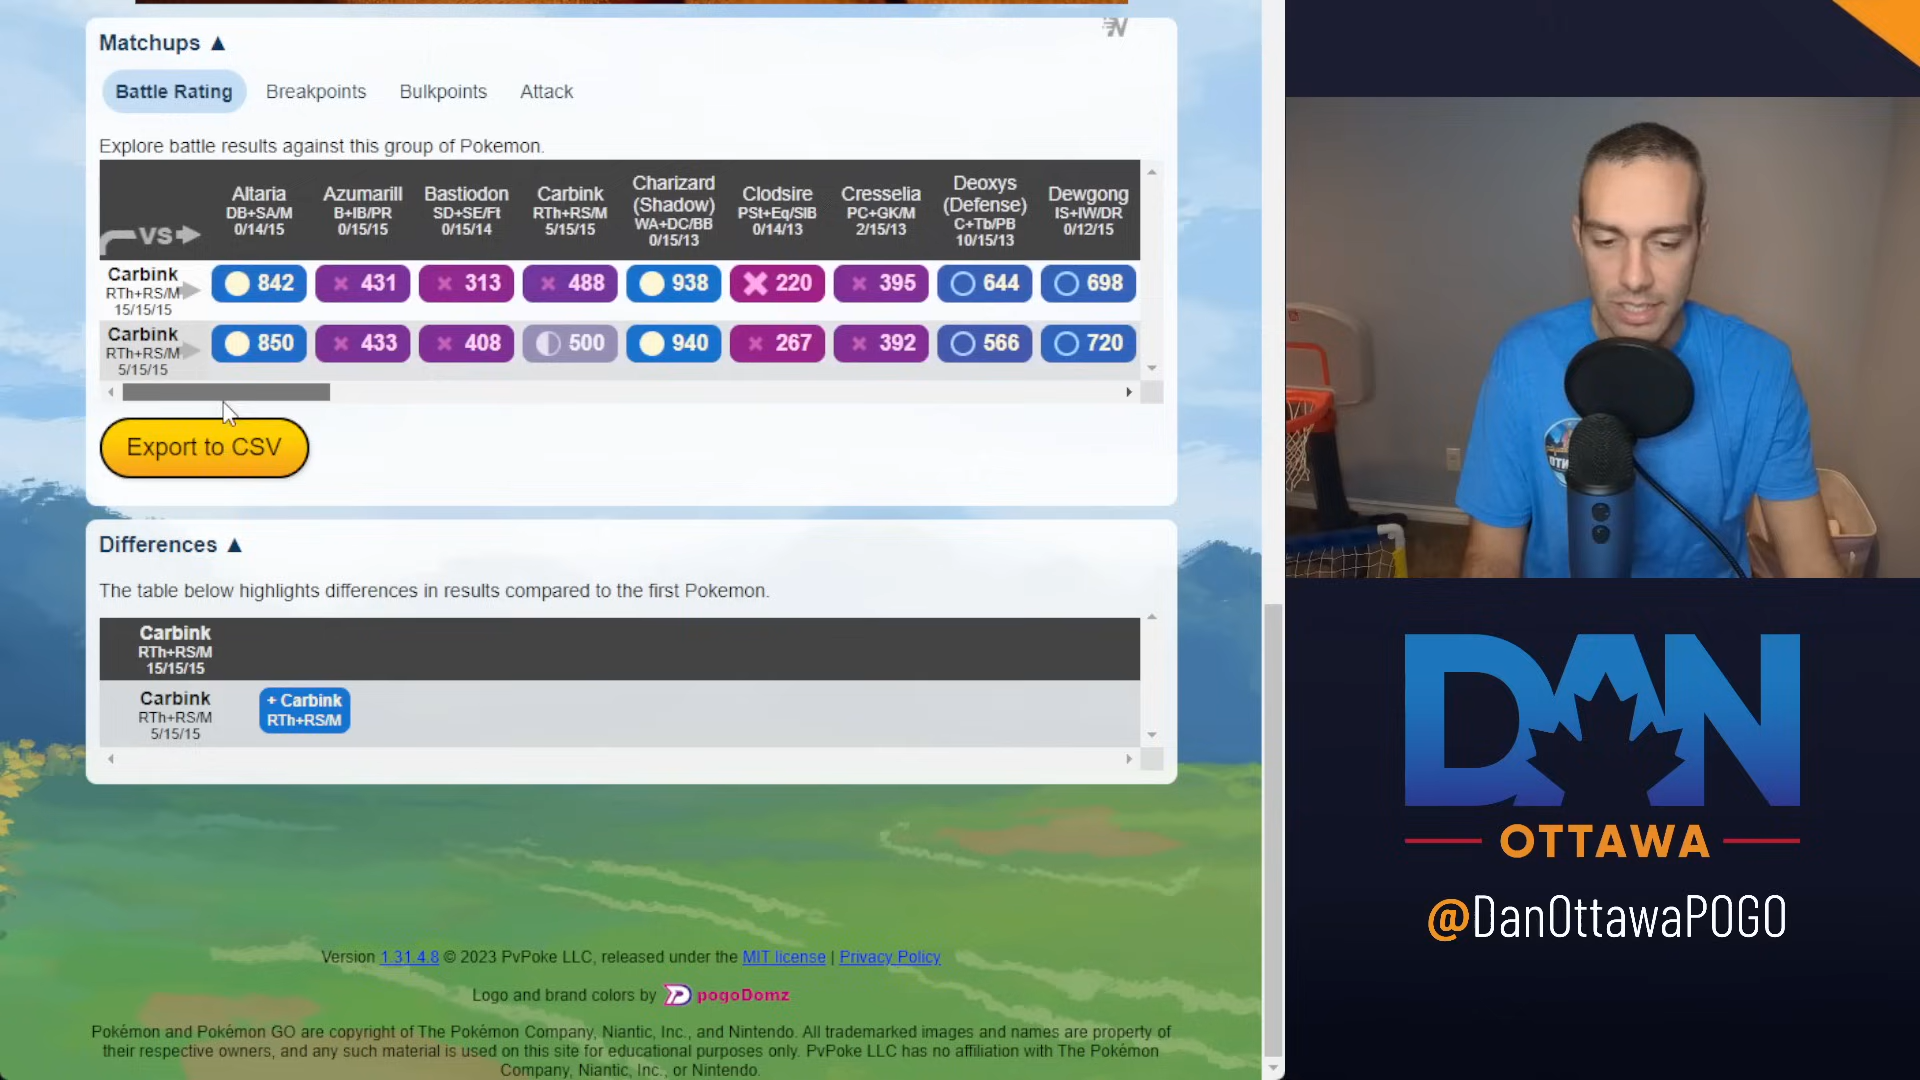 Matchups ▲
Battle Rating Breakpoints Bulkpoints Attack
Explore battle results against this group of Pokemon.
VS
Altaria
DB+SA/M
0/14/15
Azumarill
B+IB/PR
0/15/15
Bastiodon
SD+SE/Ft
0/15/14
Carbink
RTh+RS/M
5/15/15
Charizard
(Shadow)
WA+DC/BB
0/15/13
Clodsire
PSt+Eq/SlB
0/14/13
Cresselia
PC+GK/M
2/15/13
Deoxys
(Defense)
C+Tb/PB
10/15/13
Dewgong
IS+IW/DR
0/12/15
Carbink
RTh+RS/M
15/15/15
842 431 313 488 938 220 395 644 698
Carbink
RTh+RS/M
5/15/15
850 433 408 500 940 267 392 566 720
Export to CSV
Differences ▲
The table below highlights differences in results compared to the first Pokemon.
Carbink
RTh+RS/M
15/15/15
Carbink
RTh+RS/M
5/15/15
+ Carbink
RTh+RS/M
Version 1.31.4.8 © 2023 PvPoke LLC, released under the MIT license | Privacy Policy
Logo and brand colors by pogoDomz
Pokémon and Pokémon GO are copyright of The Pokémon Company, Niantic, Inc., and Nintendo. All trademarked images and names are property of
their respective owners, and any such material is used on this site for educational purposes only. PvPoke LLC has no affiliation with The Pokémon
Company, Niantic, Inc., or Nintendo.
DAN
OTTAWA
@DanOttawaPOGO